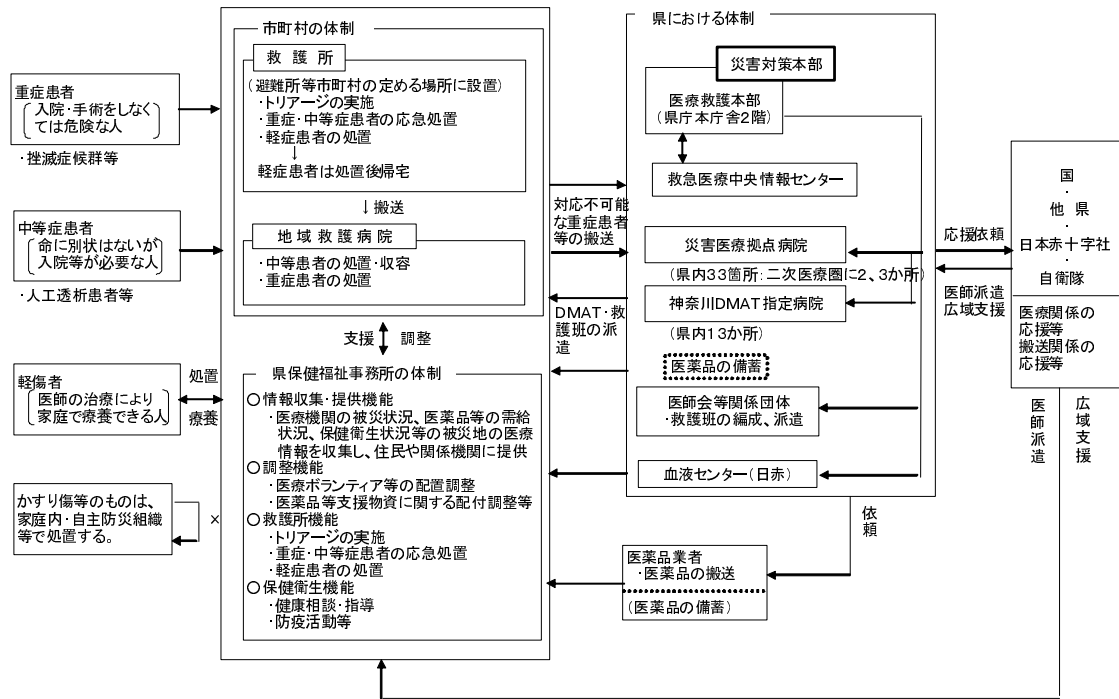 重症患者
入院・手術をしなく
ては危険な人
・挫滅症候群等
中等症患者
命に別状はないが
入院等が必要な人
・人工透析患者等
軽傷者
医師の治療により
家庭で療養できる人
処置
療養
かすり傷等のものは、
家庭内・自主防災組織
等で処置する。
×
市町村の体制
救護所
(避難所等市町村の定める場所に設置)
・トリアージの実施
・重症・中等症患者の応急処置
・軽症患者の処置
↓
軽症患者は処置後帰宅
↓搬送
地域救護病院
・中等患者の処置・収容
・重症患者の処置
支援
調整
県保健福祉事務所の体制
○情報収集・提供機能
・医療機関の被災状況、医薬品等の需給
状況、保健衛生状況等の被災地の医療
情報を収集し、住民や関係機関に提供
○調整機能
・医療ボランティア等の配置調整
・医薬品等支援物資に関する配付調整等
○救護所機能
・トリアージの実施
・重症・中等症患者の応急処置
・軽症患者の処置
○保健衛生機能
・健康相談・指導
・防疫活動等
対応不可能
な重症患者
等の搬送
DMAT・救
護班の派
遣
県における体制
災害対策本部
医療救護本部
(県庁本庁舎2階)
救急医療中央情報センター
災害医療拠点病院
(県内33箇所:二次医療圏に2、3か所)
神奈川DMAT指定病院
(県内13か所)
医薬品の備蓄
医師会等関係団体
・救護班の編成、派遣
血液センター(日赤)
依頼
医薬品業者
・医薬品の搬送
(医薬品の備蓄)
応援依頼
医師派遣
広域支援
国
・
他県
・
日本赤十字社
・
自衛隊
医療関係の
応援等
搬送関係の
応援等
医師派遣
広域支援